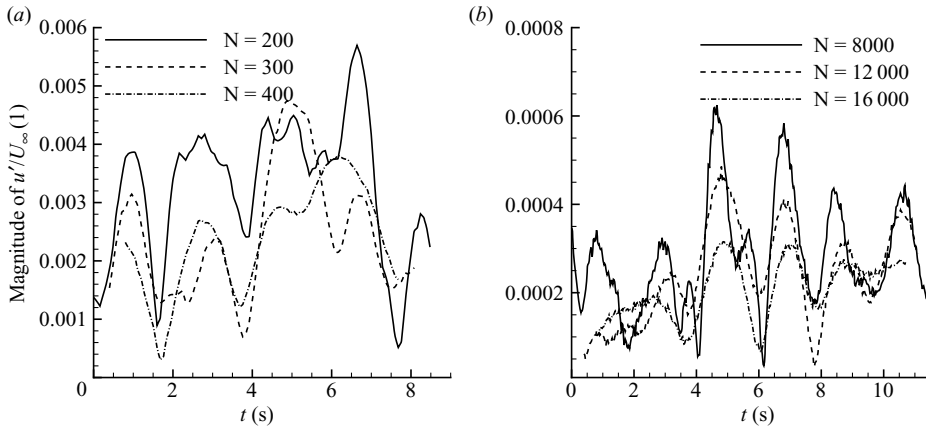 (a)
0.006
0.005
0.004
0.003
0.002
0.001
0
Magnitude of u′/U∞ (1)
N = 200
N = 300
N = 400
0 2 4 6 8
t (s)
(b)
0.0008
0.0006
0.0004
0.0002
N = 8000
N = 12 000
N = 16 000
0 2 4 6 8 10
t (s)